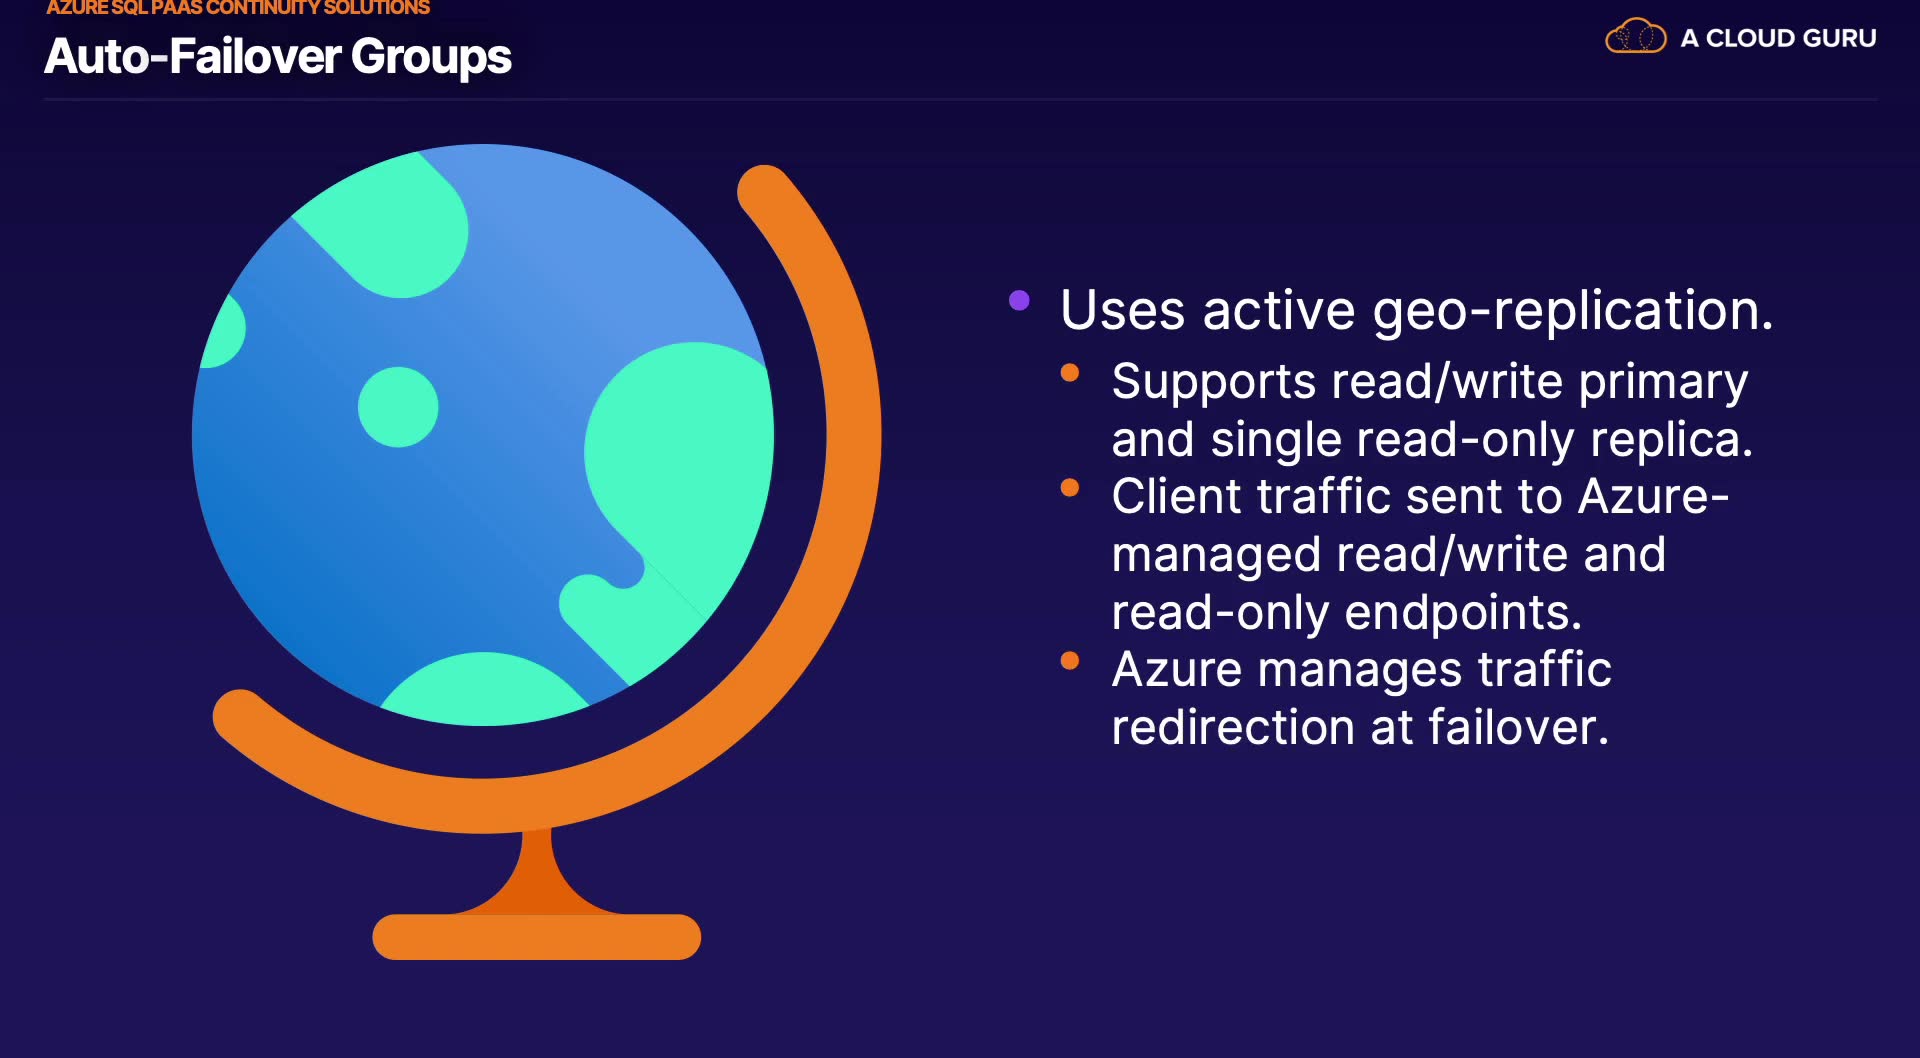 AZURE SQL PAAS CONTINUITY SOLUTIONS
Auto-Failover Groups
A CLOUD GURU
Uses active geo-replication.
Supports read/write primary
and single read-only replica.
Client traffic sent to Azure-
managed read/write and
read-only endpoints.
Azure manages traffic
redirection at failover.